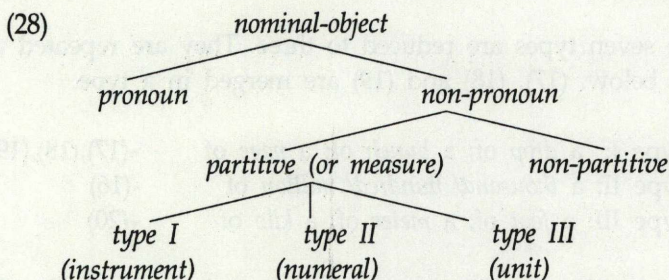 (28) nominal-object
pronoun non-pronoun
partitive (or measure) non-partitive
type I type II type III
(instrument) (numeral) (unit)